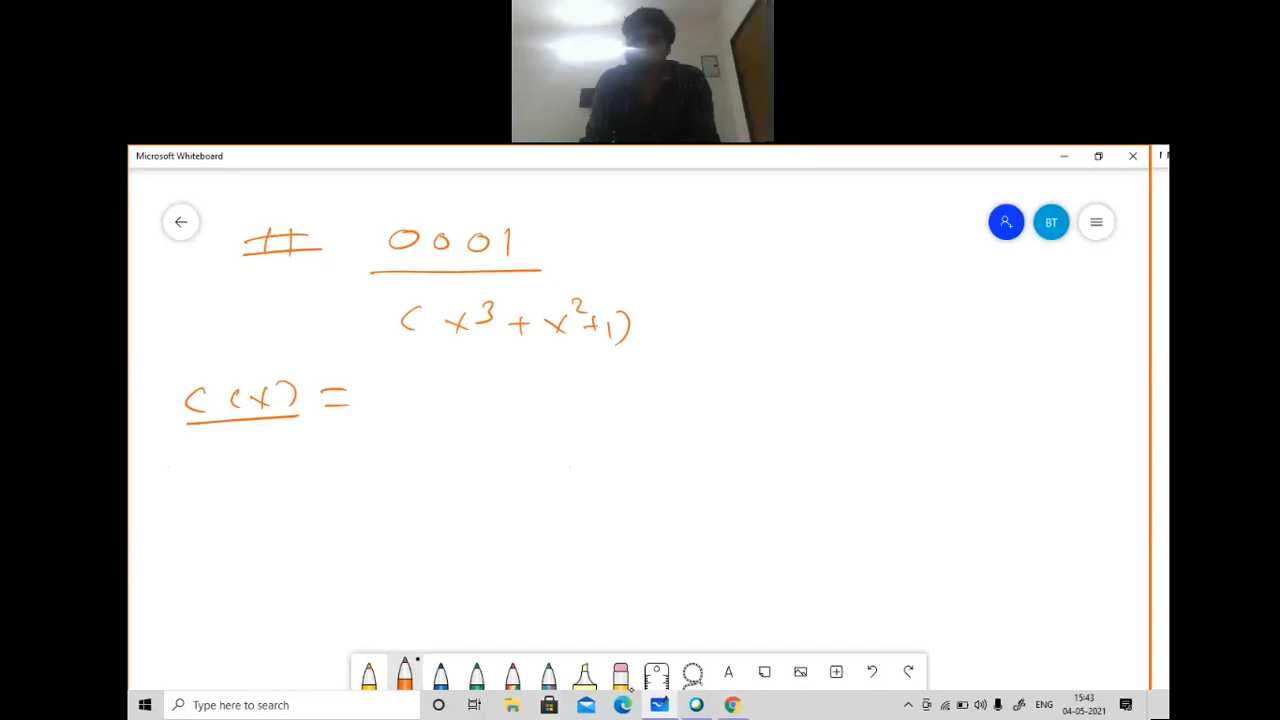 Microsoft Whiteboard
BT
# 0001
(x³ + x² + 1)
C(x) =
A
Type here to search
ENG
15:43
04-05-2021